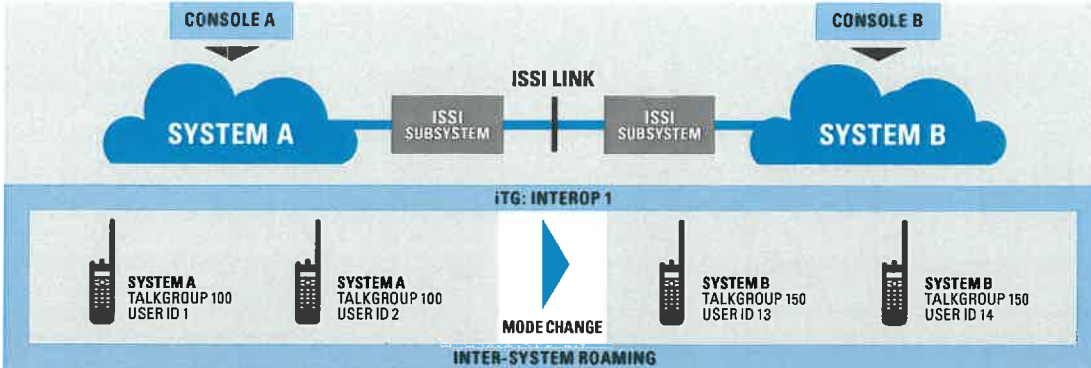 CONSOLE A
CONSOLE B
ISSI LINK
SYSTEM A
ISSI
SUBSYSTEM
ISSI
SUBSYSTEM
SYSTEM B
iTG: INTEROP 1
SYSTEM A
TALKGROUP 100
USER ID 1
SYSTEM A
TALKGROUP 100
USER ID 2
MODE CHANGE
SYSTEM B
TALKGROUP 150
USER ID 13
SYSTEM B
TALKGROUP 150
USER ID 14
INTER-SYSTEM ROAMING